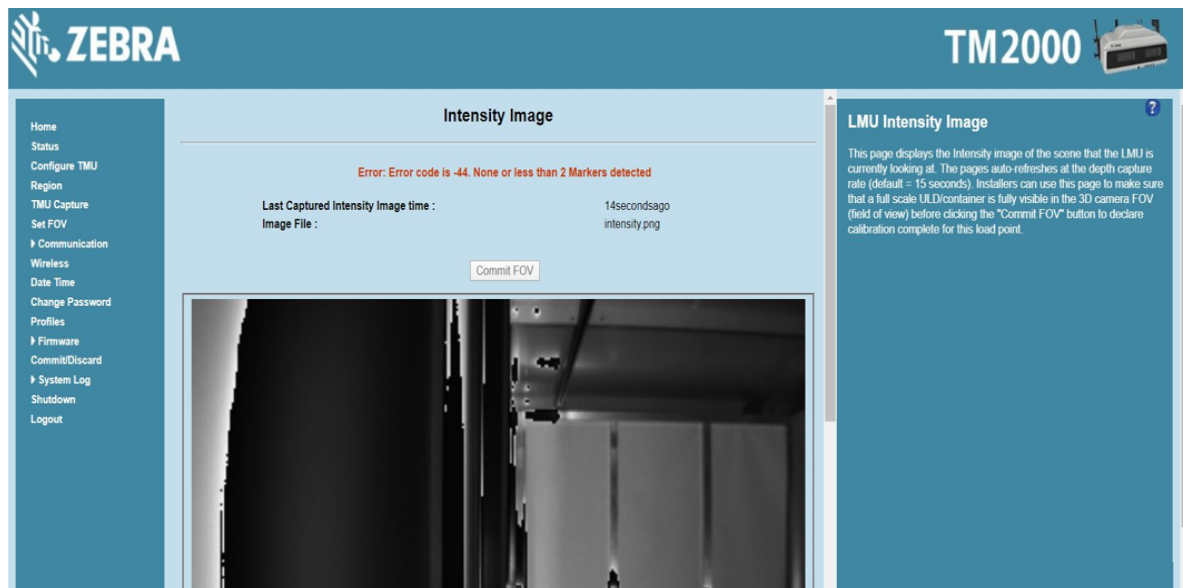 ZEBRA
TM2000
Home
Status
Configure TMU
Region
TMU Capture
Set FOV
Communication
Wireless
Date Time
Change Password
Profiles
Firmware
Commit/Discard
System Log
Shutdown
Logout
Intensity Image
Error: Error code is -44. None or less than 2 Markers detected
Last Captured Intensity Image time : 14secondsago
Image File : intensity.png
Commit FOV
?
LMU Intensity Image
This page displays the Intensity image of the scene that the LMU is
currently looking at. The pages auto-refreshes at the depth capture
rate (default = 15 seconds). Installers can use this page to make sure
that a full scale ULD/container is fully visible in the 3D camera FOV
(field of view) before clicking the "Commit FOV" button to declare
calibration complete for this load point.